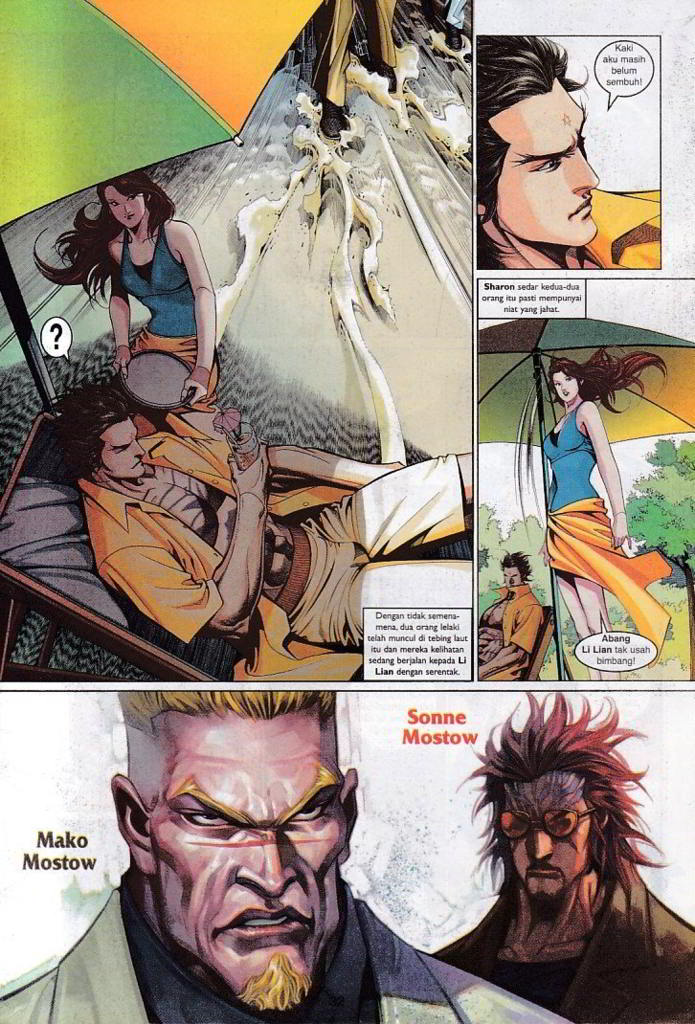 ?
Dengan tidak semena-
mena, dua orang lelaki
telah muncul di tebing laut
itu dan mereka kelihatan
sedang berjalan kepada Li
Lian dengan serentak.
Kaki
aku masih
belum
sembuh!
Sharon sedar kedua-dua
orang itu pasti mempunyai
niat yang jahat.
Abang
Li Lian tak usah
bimbang!
Mako
Mostow
Sonne
Mostow
32